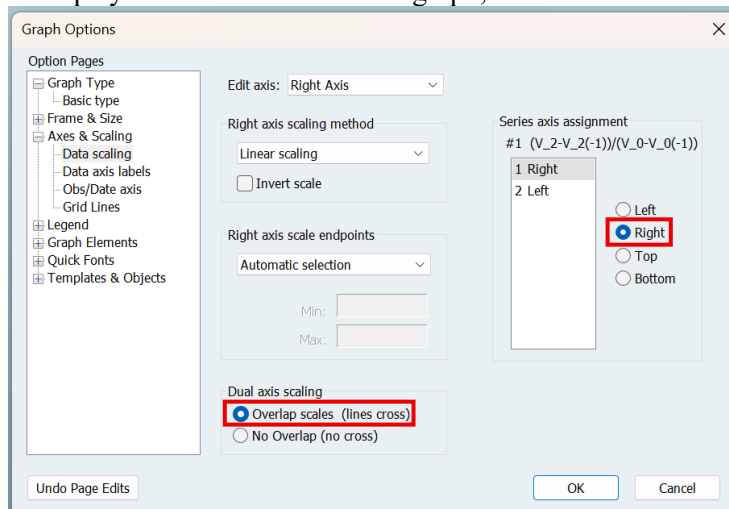 Graph Options
Option Pages
Graph Type
Basic type
Frame & Size
Axes & Scaling
Data scaling
Data axis labels
Obs/Date axis
Grid Lines
Legend
Graph Elements
Quick Fonts
Templates & Objects
Edit axis: Right Axis
Right axis scaling method
Linear scaling
Invert scale
Right axis scale endpoints
Automatic selection
Min:
Max:
Dual axis scaling
Overlap scales (lines cross)
No Overlap (no cross)
Series axis assignment
#1 (V_2-V_2(-1))/(V_0-V_0(-1))
1 Right
2 Left
Left
Right
Top
Bottom
Undo Page Edits
OK
Cancel